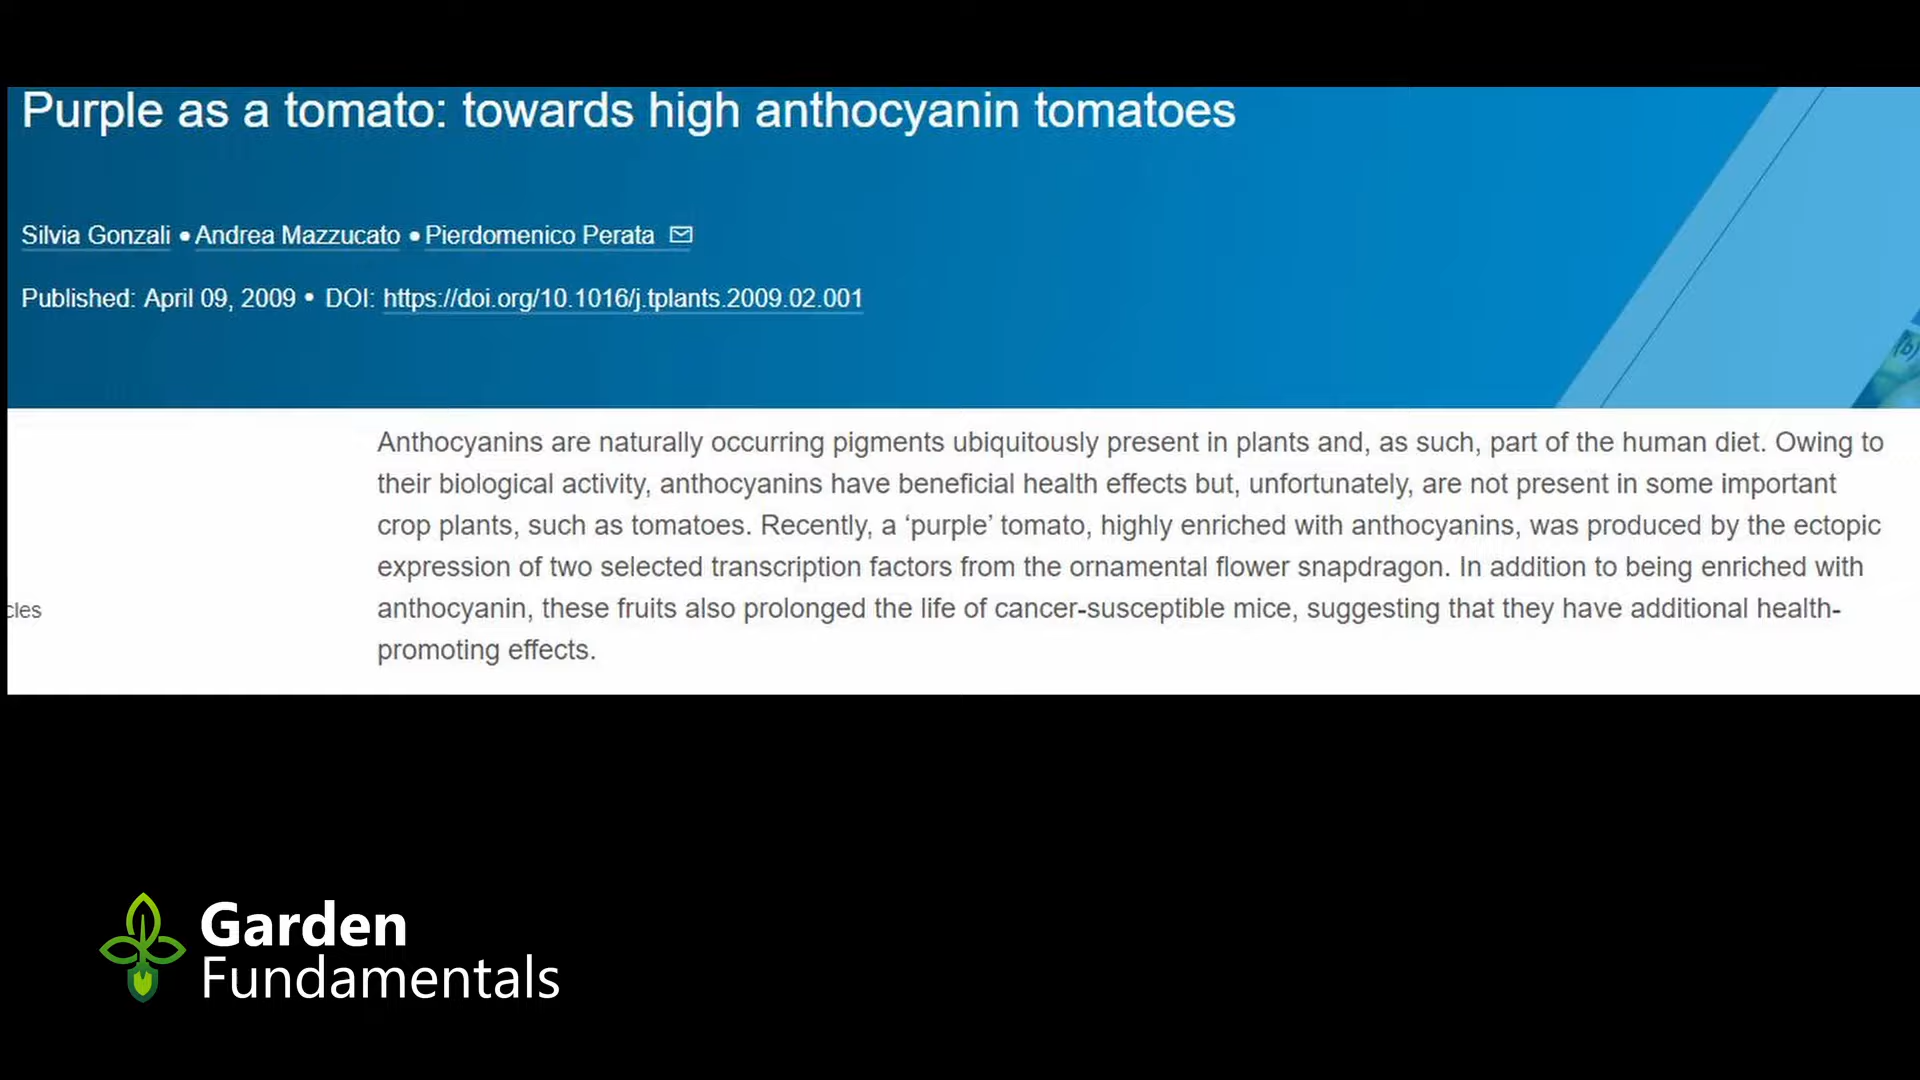 Purple as a tomato: towards high anthocyanin tomatoes
Silvia Gonzali • Andrea Mazzucato • Pierdomenico Perata
Published: April 09, 2009 • DOI: https://doi.org/10.1016/j.tplants.2009.02.001
(b)
Anthocyanins are naturally occurring pigments ubiquitously present in plants and, as such, part of the human diet. Owing to
their biological activity, anthocyanins have beneficial health effects but, unfortunately, are not present in some important
crop plants, such as tomatoes. Recently, a ‘purple’ tomato, highly enriched with anthocyanins, was produced by the ectopic
expression of two selected transcription factors from the ornamental flower snapdragon. In addition to being enriched with
anthocyanin, these fruits also prolonged the life of cancer-susceptible mice, suggesting that they have additional health-
promoting effects.
cles
Garden
Fundamentals